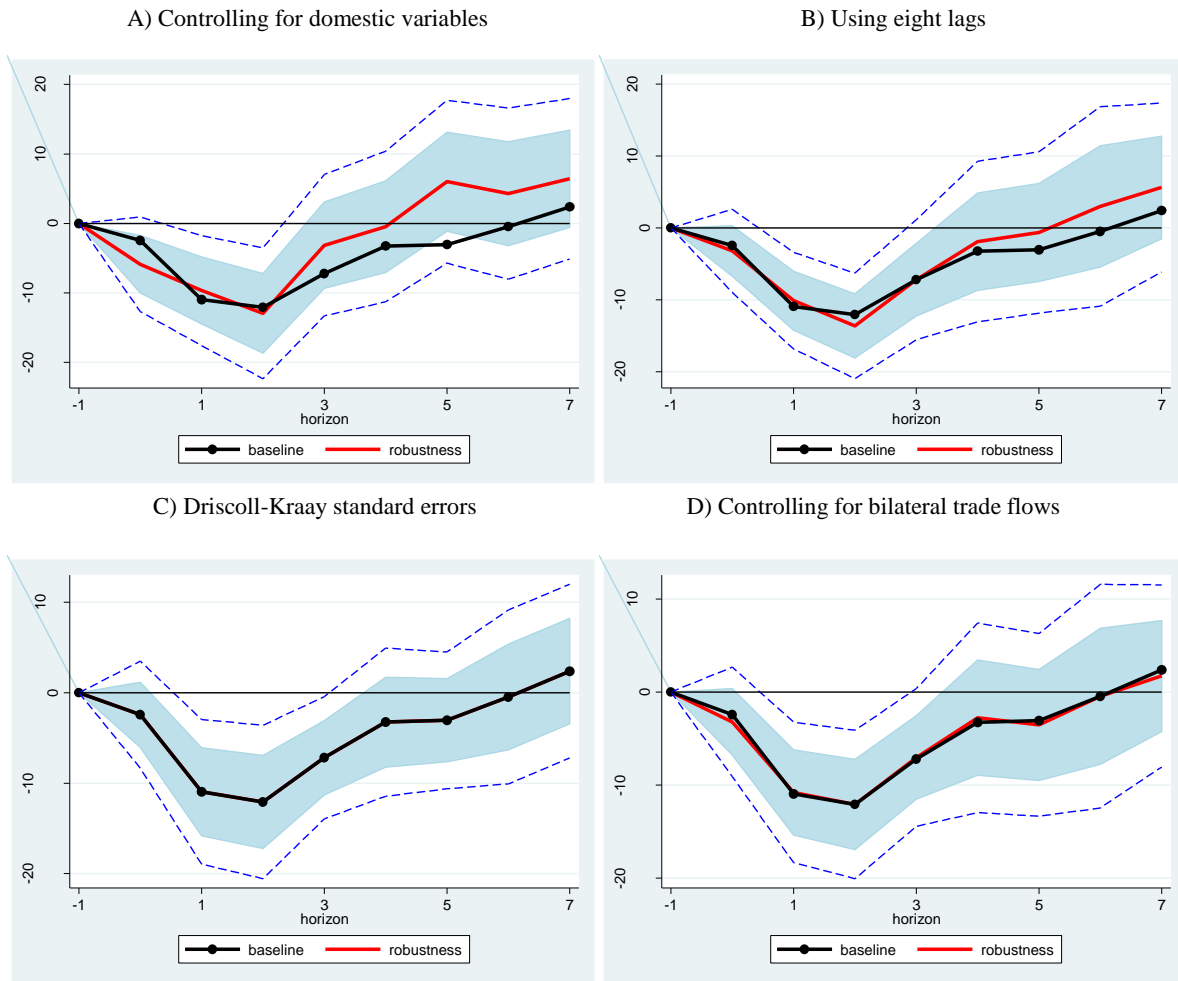 A) Controlling for domestic variables
20
10
0
-10
-20
-1 1 3 5 7
horizon
baseline robustness
B) Using eight lags
20
10
0
-10
-20
-1 1 3 5 7
horizon
baseline robustness
C) Driscoll-Kraay standard errors
10
0
-10
-20
-1 1 3 5 7
horizon
baseline robustness
D) Controlling for bilateral trade flows
10
0
-10
-20
-1 1 3 5 7
horizon
baseline robustness